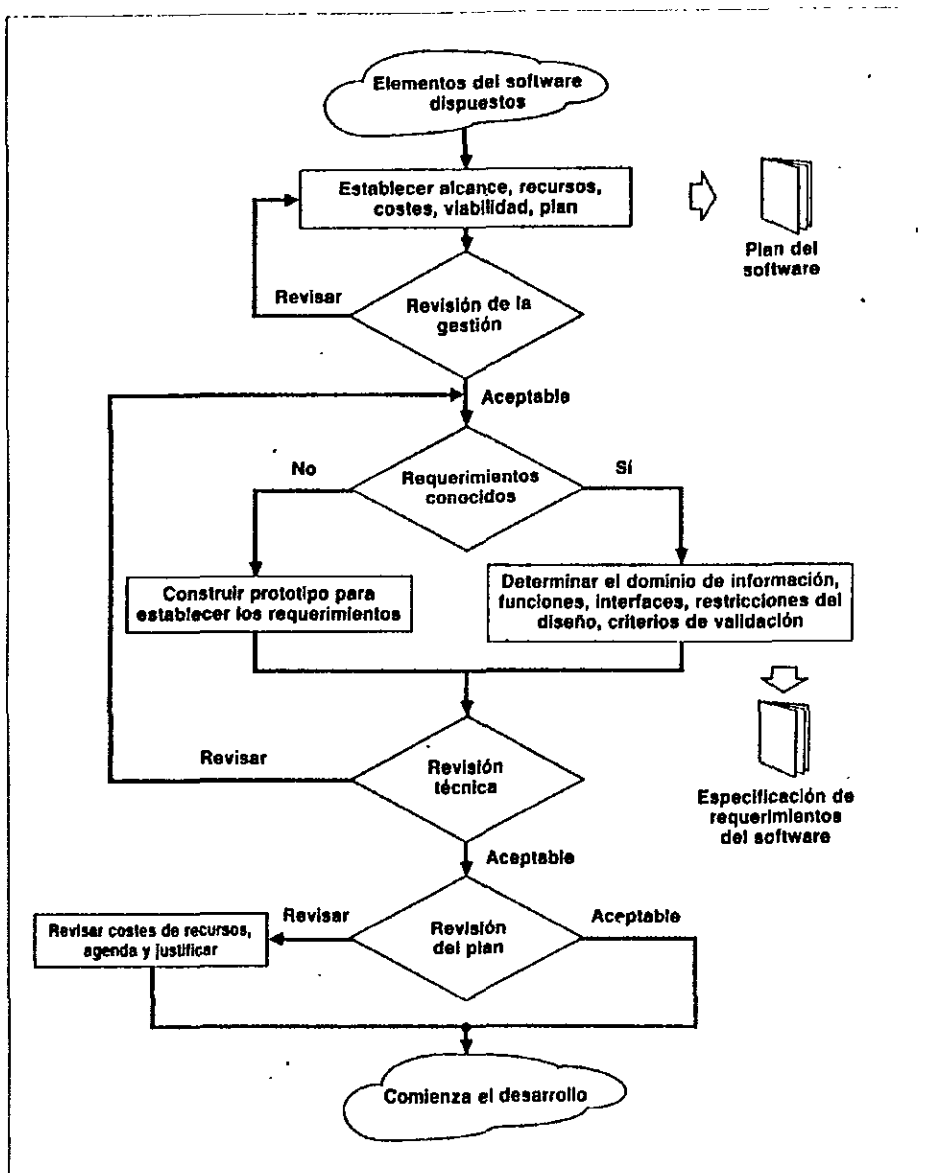 Elementos del software
dispuestos
Establecer alcance, recursos,
costes, viabilidad, plan
Plan del
software
Revisar
Revisión de la
gestión
Aceptable
No
Requerimientos
conocidos
Sí
Construir prototipo para
establecer los requerimientos
Determinar el dominio de información,
funciones, interfaces, restricciones del
diseño, criterios de validación
Revisar
Revisión
técnica
Especificación de
requerimientos
del software
Aceptable
Revisar costes de recursos,
agenda y justificar
Revisar
Revisión
del plan
Aceptable
Comienza el desarrollo